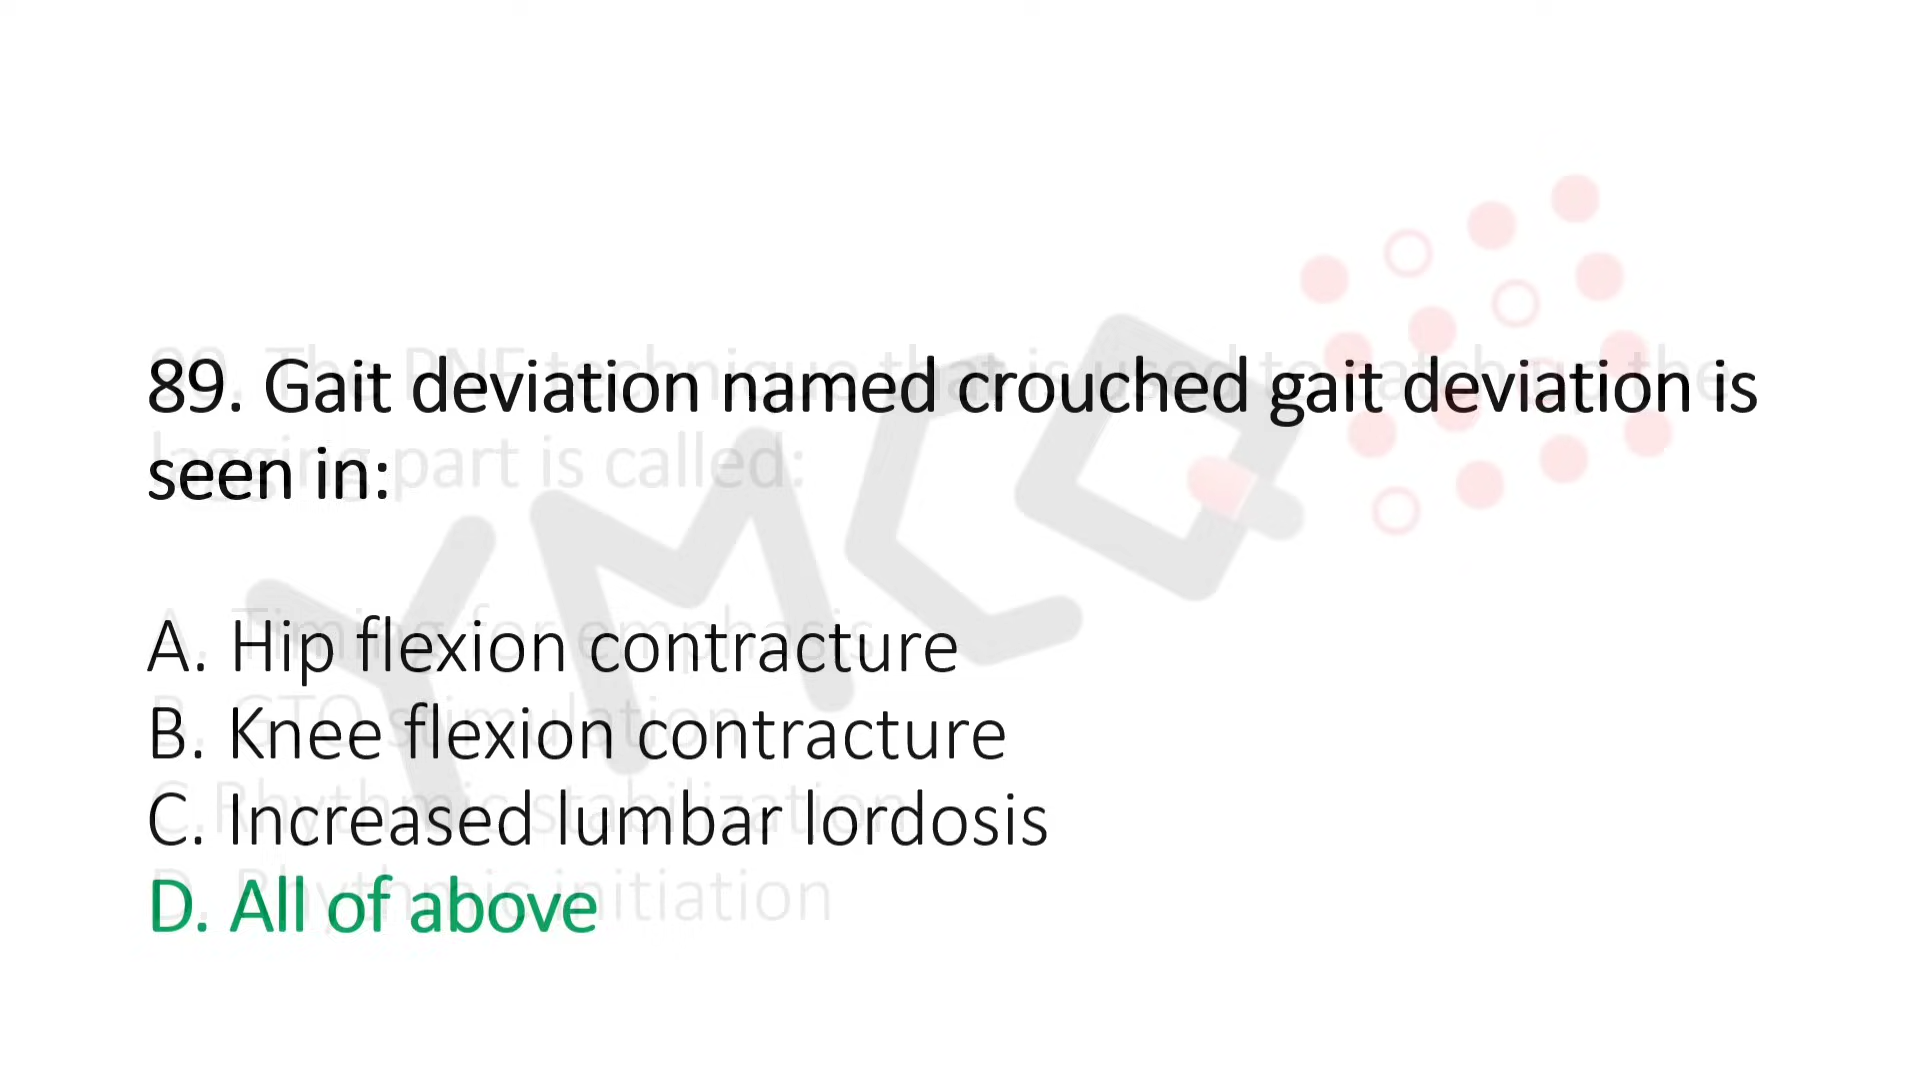 89. Gait deviation named crouched gait deviation is
seen in:
A. Hip flexion contracture
B. Knee flexion contracture
C. Increased lumbar lordosis
D. All of above
YMCQ